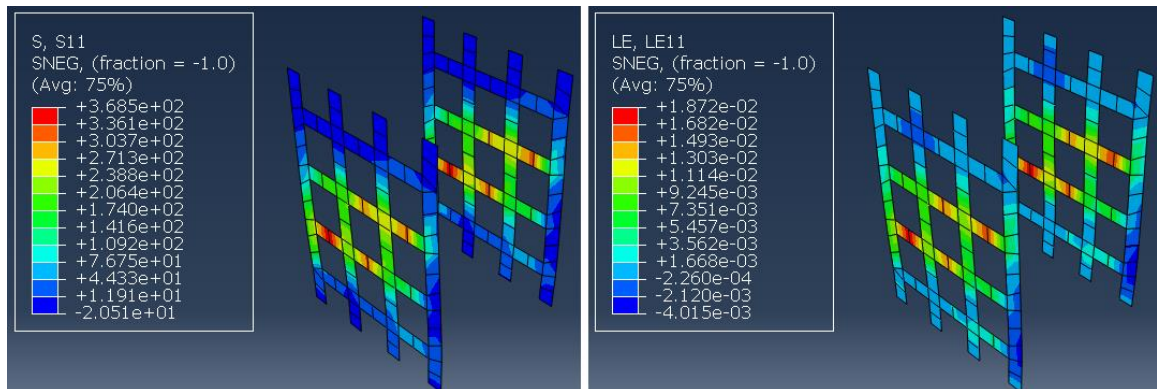 S, S11
SNEG, (fraction = -1.0)
(Avg: 75%)
+3.685e+02
+3.361e+02
+3.037e+02
+2.713e+02
+2.388e+02
+2.064e+02
+1.740e+02
+1.416e+02
+1.092e+02
+7.675e+01
+4.433e+01
+1.191e+01
-2.051e+01
LE, LE11
SNEG, (fraction = -1.0)
(Avg: 75%)
+1.872e-02
+1.682e-02
+1.493e-02
+1.303e-02
+1.114e-02
+9.245e-03
+7.351e-03
+5.457e-03
+3.562e-03
+1.668e-03
-2.260e-04
-2.120e-03
-4.015e-03